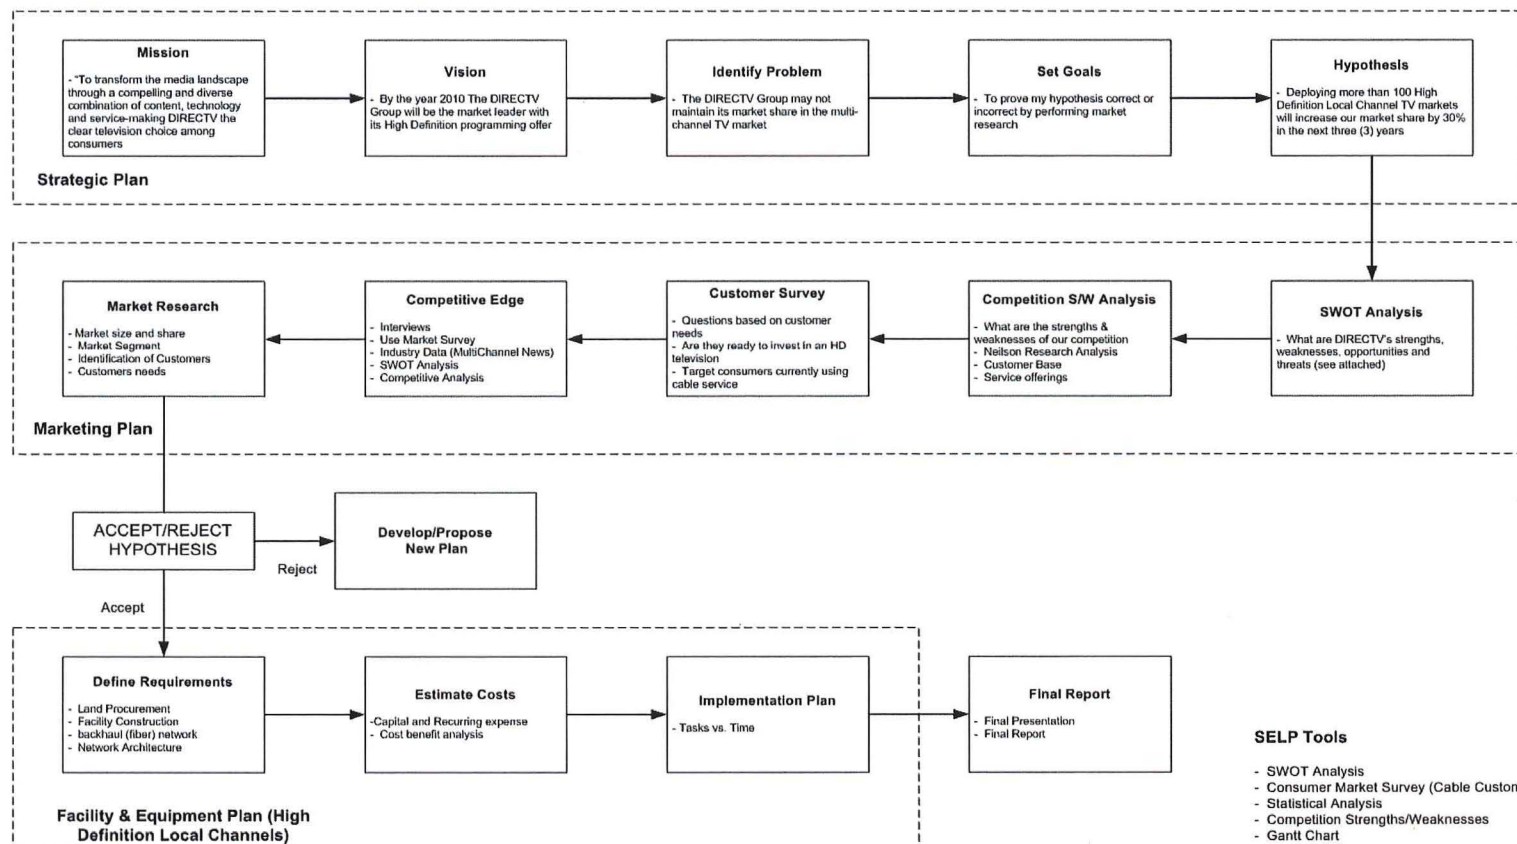 Mission
- "To transform the media landscape
through a compelling and diverse
combination of content, technology
and service-making DIRECTV the
clear television choice among
consumers
Vision
- By the year 2010 The DIRECTV
Group will be the market leader with
its High Definition programming offer
Identify Problem
- The DIRECTV Group may not
maintain its market share in the multi-
channel TV market
Set Goals
- To prove my hypothesis correct or
incorrect by performing market
research
Hypothesis
- Deploying more than 100 High
Definition Local Channel TV markets
will increase our market share by 30%
in the next three (3) years
Strategic Plan
Market Research
- Market size and share
- Market Segment
- Identification of Customers
- Customers needs
Competitive Edge
- Interviews
- Use Market Survey
- Industry Data (MultiChannel News)
- SWOT Analysis
- Competitive Analysis
Customer Survey
- Questions based on customer
needs
- Are they ready to invest in an HD
television
- Target consumers currently using
cable service
Competition S/W Analysis
- What are the strengths &
weaknesses of our competition
- Neilson Research Analysis
- Customer Base
- Service offerings
SWOT Analysis
- What are DIRECTV's strengths,
weaknesses, opportunities and
threats (see attached)
Marketing Plan
ACCEPT/REJECT
HYPOTHESIS
Reject
Develop/Propose
New Plan
Accept
Define Requirements
- Land Procurement
- Facility Construction
- backhaul (fiber) network
- Network Architecture
Estimate Costs
-Capital and Recurring expense
- Cost benefit analysis
Implementation Plan
- Tasks vs. Time
Final Report
- Final Presentation
- Final Report
Facility & Equipment Plan (High
Definition Local Channels)
SELP Tools
- SWOT Analysis
- Consumer Market Survey (Cable Custom
- Statistical Analysis
- Competition Strengths/Weaknesses
- Gantt Chart